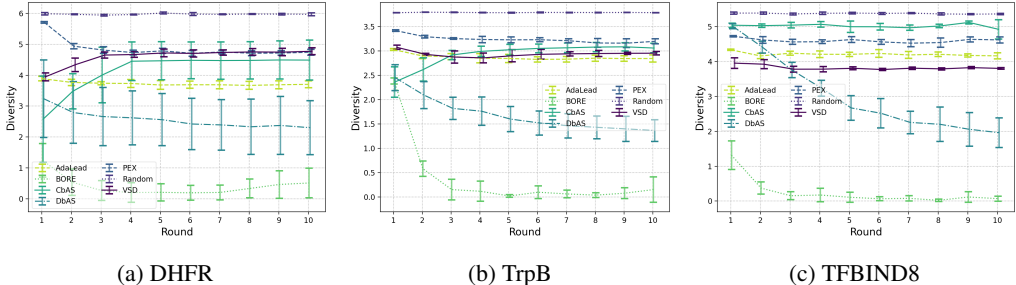 Diversity
6
5
4
3
2
1
0
AdaLead
BORE
CbAS
DbAS
PEX
Random
VSD
1 2 3 4 5 6 7 8 9 10
Round
(a) DHFR
Diversity
3.5
3.0
2.5
2.0
1.5
1.0
0.5
0.0
AdaLead
BORE
CbAS
DbAS
PEX
Random
VSD
1 2 3 4 5 6 7 8 9 10
Round
(b) TrpB
Diversity
5
4
3
2
1
0
AdaLead
BORE
CbAS
DbAS
PEX
Random
VSD
1 2 3 4 5 6 7 8 9 10
Round
(c) TFBIND8